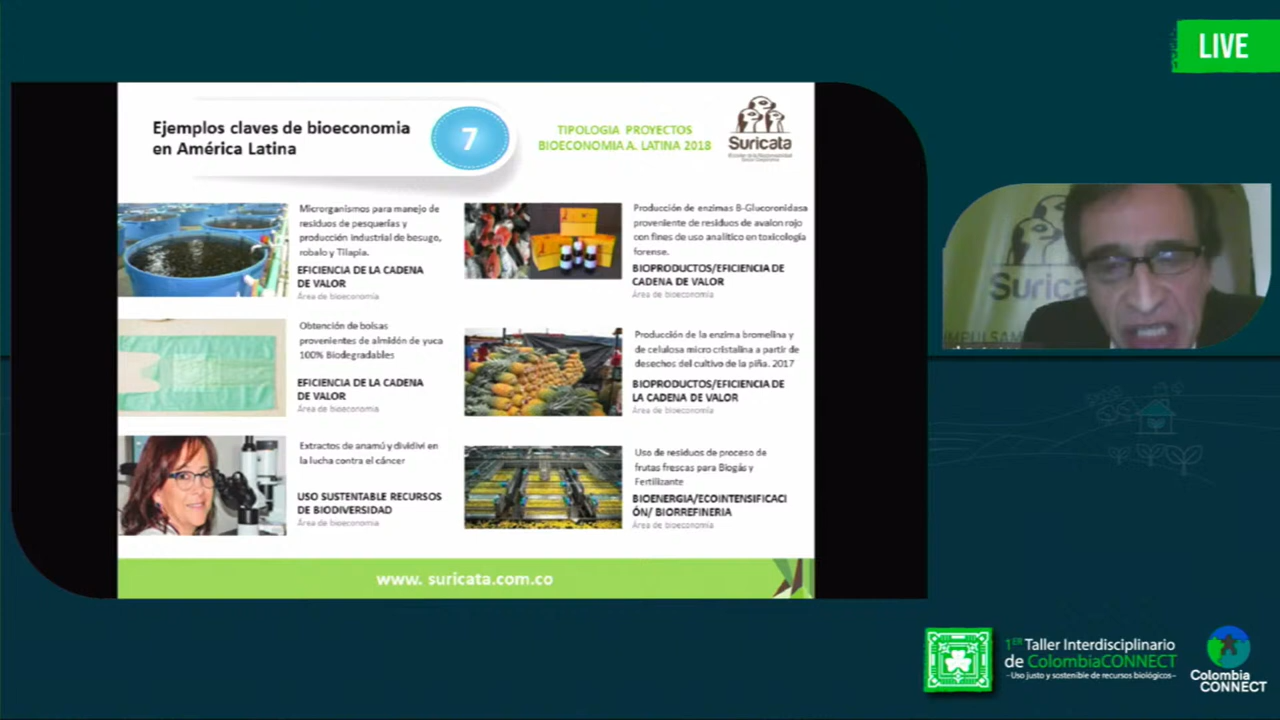 LIVE
Ejemplos claves de bioeconomia
en América Latina
7
TIPOLOGIA PROYECTOS
BIOECONOMIA A. LATINA 2018
Suricata
Microrganismos para manejo de
residuos de pesquerías y
producción industrial de besugo,
robalo y Tilapia.
EFICIENCIA DE LA CADENA
DE VALOR
Área de bioeconomía
Producción de enzimas B-Glucoronidasa
proveniente de residuos de avalon rojo
con fines de uso analítico en toxicología
forense.
BIOPRODUCTOS/EFICIENCIA DE
CADENA DE VALOR
Área de bioeconomía
Obtención de bolsas
provenientes de almidón de yuca
100% Biodegradables
EFICIENCIA DE LA CADENA
DE VALOR
Área de bioeconomía
Producción de la enzima bromelina y
de celulosa micro cristalina a partir de
desechos del cultivo de la piña. 2017
BIOPRODUCTOS/EFICIENCIA DE
LA CADENA DE VALOR
Área de bioeconomía
Extractos de anamú y dividivi en
la lucha contra el cáncer
USO SUSTENTABLE RECURSOS
DE BIODIVERSIDAD
Área de bioeconomía
Uso de residuos de proceso de
frutas frescas para Biogás y
Fertilizante
BIOENERGIA/ECOINTENSIFICACI
ÓN/ BIORREFINERIA
Área de bioeconomía
www. suricata.com.co
Surica
1ER Taller Interdisciplinario
de ColombiaCONNECT
- Uso justo y sostenible de recursos biológicos -
Colombia
CONNECT